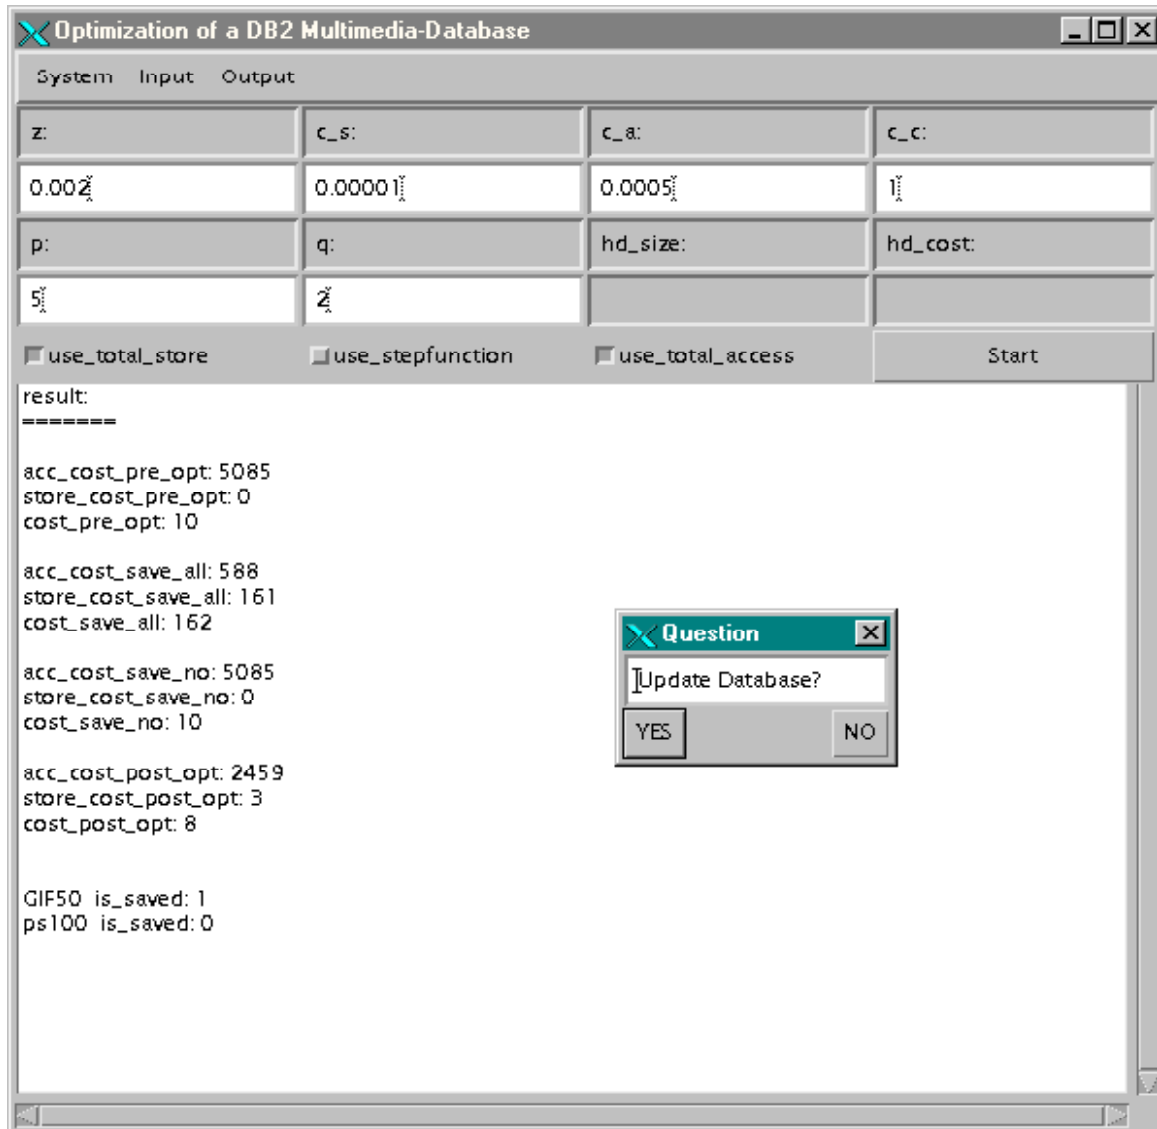 Optimization of a DB2 Multimedia-Database
System Input Output
z: c_s: c_a: c_c:
0.002 0.00001 0.0005 1
p: q: hd_size: hd_cost:
5 2
use_total_store use_stepfunction use_total_access Start
result:
=======
acc_cost_pre_opt: 5085
store_cost_pre_opt: 0
cost_pre_opt: 10
acc_cost_save_all: 588
store_cost_save_all: 161
cost_save_all: 162
acc_cost_save_no: 5085
store_cost_save_no: 0
cost_save_no: 10
acc_cost_post_opt: 2459
store_cost_post_opt: 3
cost_post_opt: 8
GIF50 is_saved: 1
ps100 is_saved: 0
Question
Update Database?
YES NO